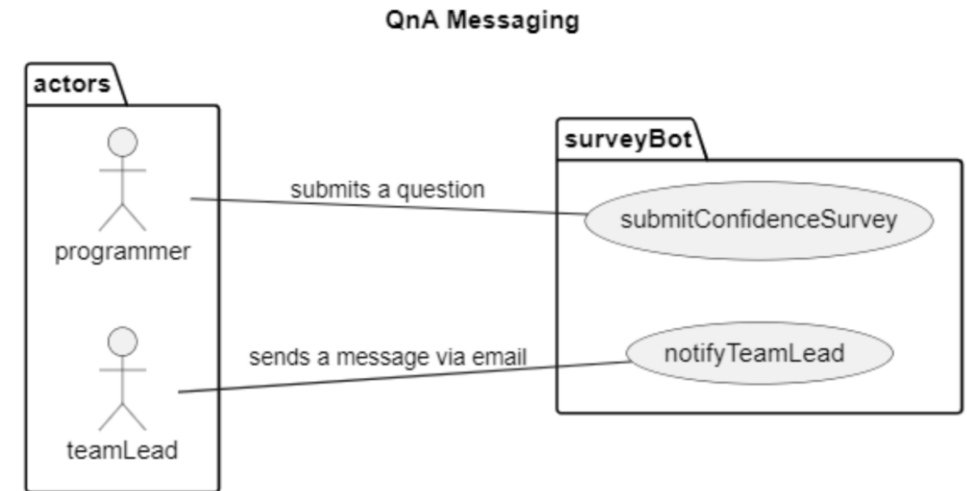 QnA Messaging
actors
surveyBot
submits a question
submitConfidenceSurvey
programmer
sends a message via email
notifyTeamLead
teamLead